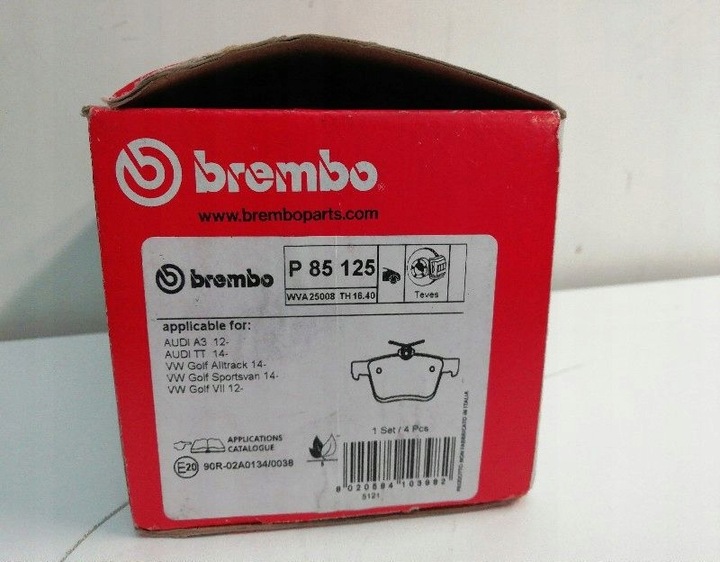 brembo
www.bremboparts.com
brembo
P 85 125
WVA 25008 TH 16.40
Teves
applicable for:
AUDI A3 12-
AUDI TT 14-
VW Golf Alltrack 14-
VW Golf Sportsvan 14-
VW Golf VII 12-
1 Set / 4 Pcs
APPLICATIONS
CATALOGUE
E20 90R-02A0134/0038
8 020584 103982
5121